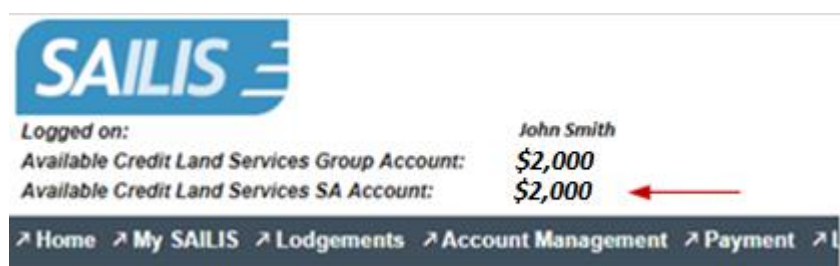 SAILIS
Logged on: John Smith
Available Credit Land Services Group Account: $2,000
Available Credit Land Services SA Account: $2,000
Home My SAILIS Lodgements Account Management Payment